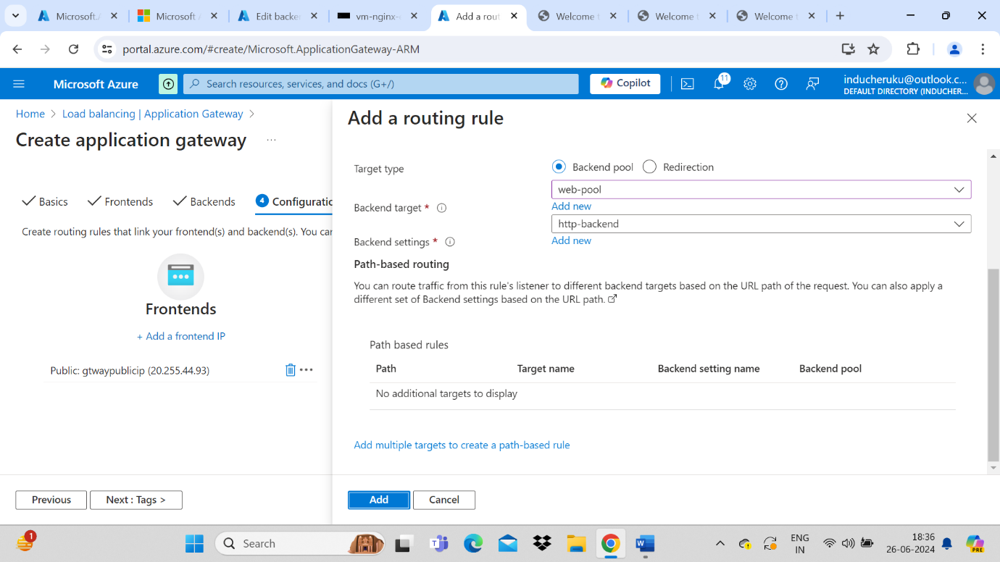 Microsoft
Microsoft
Edit backe
vm-nginx-
Add a rout
Welcome
Welcome
Welcome
portal.azure.com/#create/Microsoft.ApplicationGateway-ARM
Microsoft Azure
Search resources, services, and docs (G+/)
Copilot
11
inducheruku@outlook.c...
DEFAULT DIRECTORY (INDUCHER...
Home > Load balancing | Application Gateway >
Create application gateway ...
Basics
Frontends
Backends
4
Configuratio
Create routing rules that link your frontend(s) and backend(s). You car
Frontends
+ Add a frontend IP
Public: gtwaypublicip (20.255.44.93)
Previous
Next : Tags >
Add a routing rule
Target type
Backend pool
Redirection
web-pool
Backend target *
Add new
http-backend
Backend settings *
Add new
Path-based routing
You can route traffic from this rule's listener to different backend targets based on the URL path of the request. You can also apply a
different set of Backend settings based on the URL path.
Path based rules
Path Target name Backend setting name Backend pool
No additional targets to display
Add multiple targets to create a path-based rule
Add
Cancel
1
Search
ENG
IN
18:36
26-06-2024
PRE